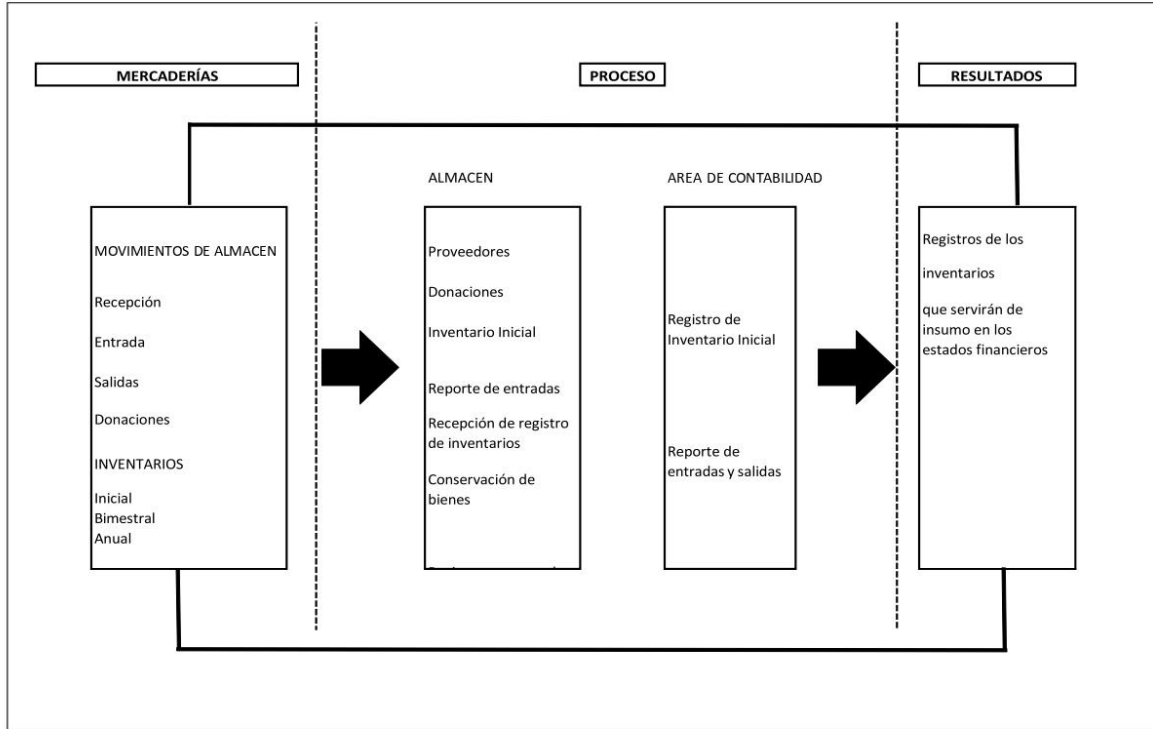 MERCADERÍAS
PROCESO
RESULTADOS
ALMACEN
AREA DE CONTABILIDAD
MOVIMIENTOS DE ALMACEN
Recepción
Entrada
Salidas
Donaciones
INVENTARIOS
Inicial
Bimestral
Anual
Proveedores
Donaciones
Inventario Inicial
Reporte de entradas
Recepción de registro
de inventarios
Conservación de
bienes
Registro de
Inventario Inicial
Reporte de
entradas y salidas
Registros de los
inventarios
que servirán de
insumo en los
estados financieros